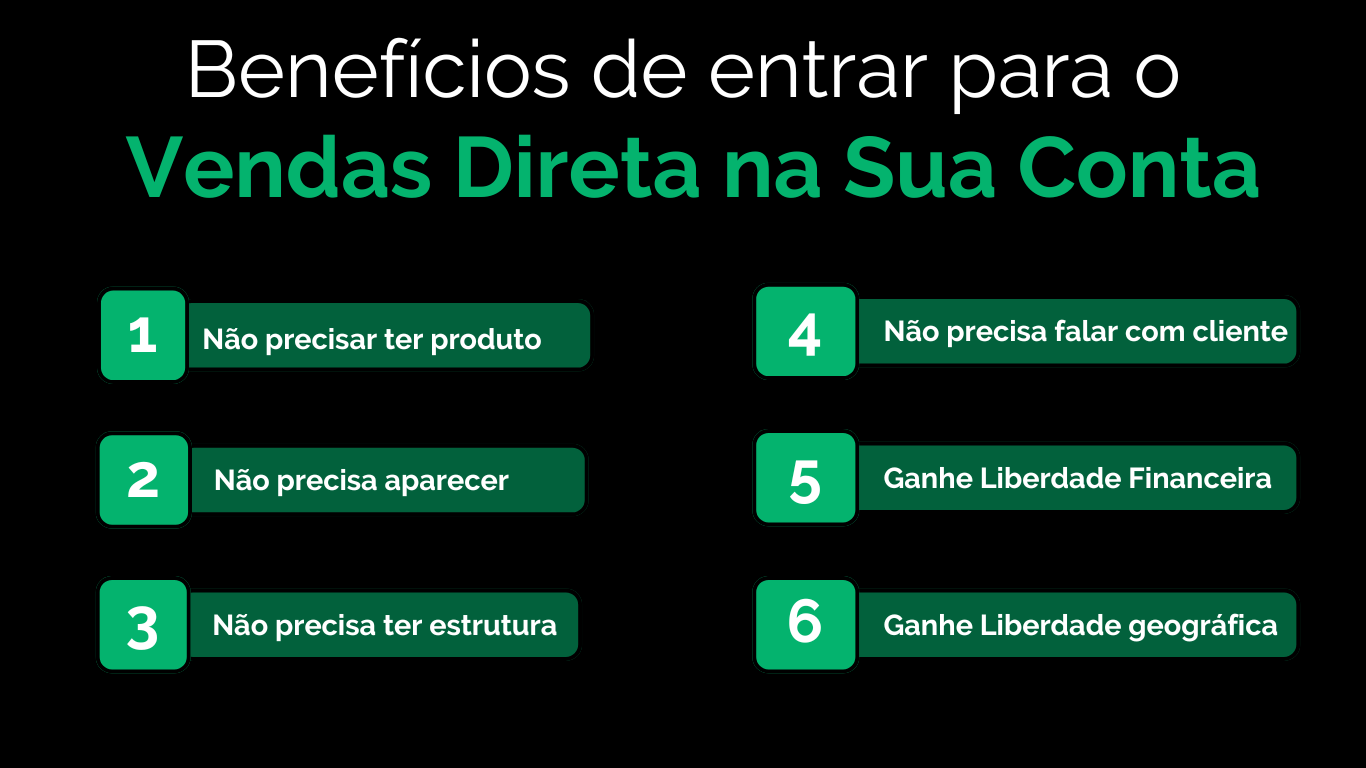 Benefícios de entrar para o
Vendas Direta na Sua Conta
1 Não precisar ter produto
2 Não precisa aparecer
3 Não precisa ter estrutura
4 Não precisa falar com cliente
5 Ganhe Liberdade Financeira
6 Ganhe Liberdade geográfica